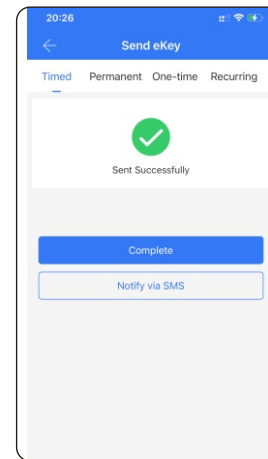 20:26
Send eKey
Timed Permanent One-time Recurring
Sent Successfully
Complete
Notify via SMS